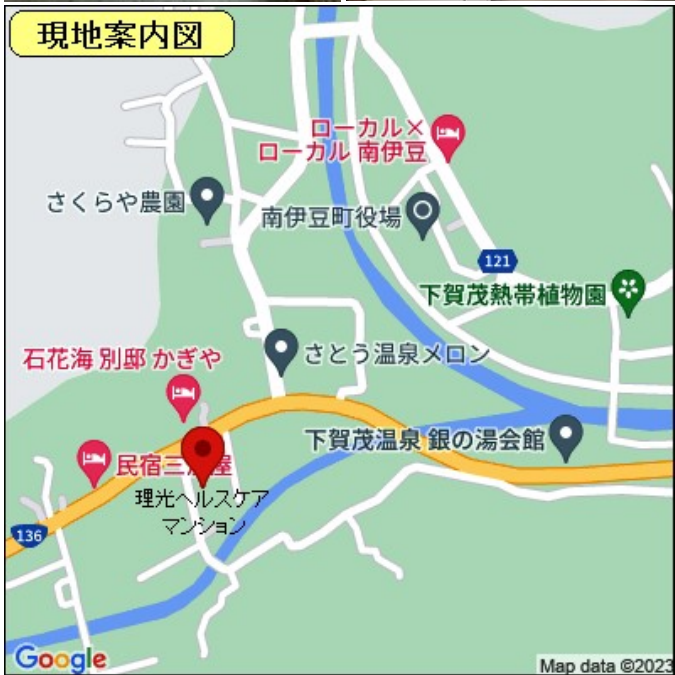 現地案内図
ローカル×
ローカル 南伊豆
さくらや農園
南伊豆町役場
121
下賀茂熱帯植物園
さとう温泉メロン
石花海 別邸 かぎや
下賀茂温泉 銀の湯会館
民宿三
屋
理光ヘルスケア
マンション
136
Google
Map data ©2023